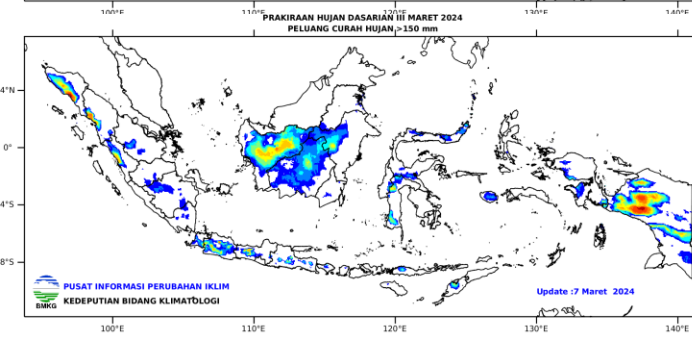 100°E 110°E 120°E 130°E 140°E
PRAKIRAAN HUJAN DASARIAN III MARET 2024
PELUANG CURAH HUJAN >150 mm
4°N
0°
4°S
8°S
PUSAT INFORMASI PERUBAHAN IKLIM
KEDEPUTIAN BIDANG KLIMATOLOGI
BMKG
Update :7 Maret 2024
100°E 110°E 120°E 130°E 140°E